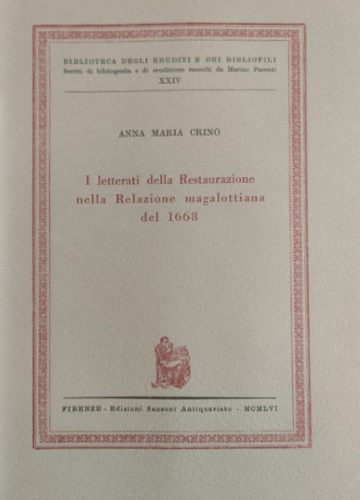 BIBLIOTECA DEGLI ERUDITI E DEI BIBLIOFILI
Scritti di bibliografia e di erudizione raccolti da Marino Parenti
XXIV
ANNA MARIA CRINO
I letterati della Restaurazione
nella Relazione magalottiana
del 1668
FIRENZE - Edizioni Sansoni Antiquariato - MCMLVI